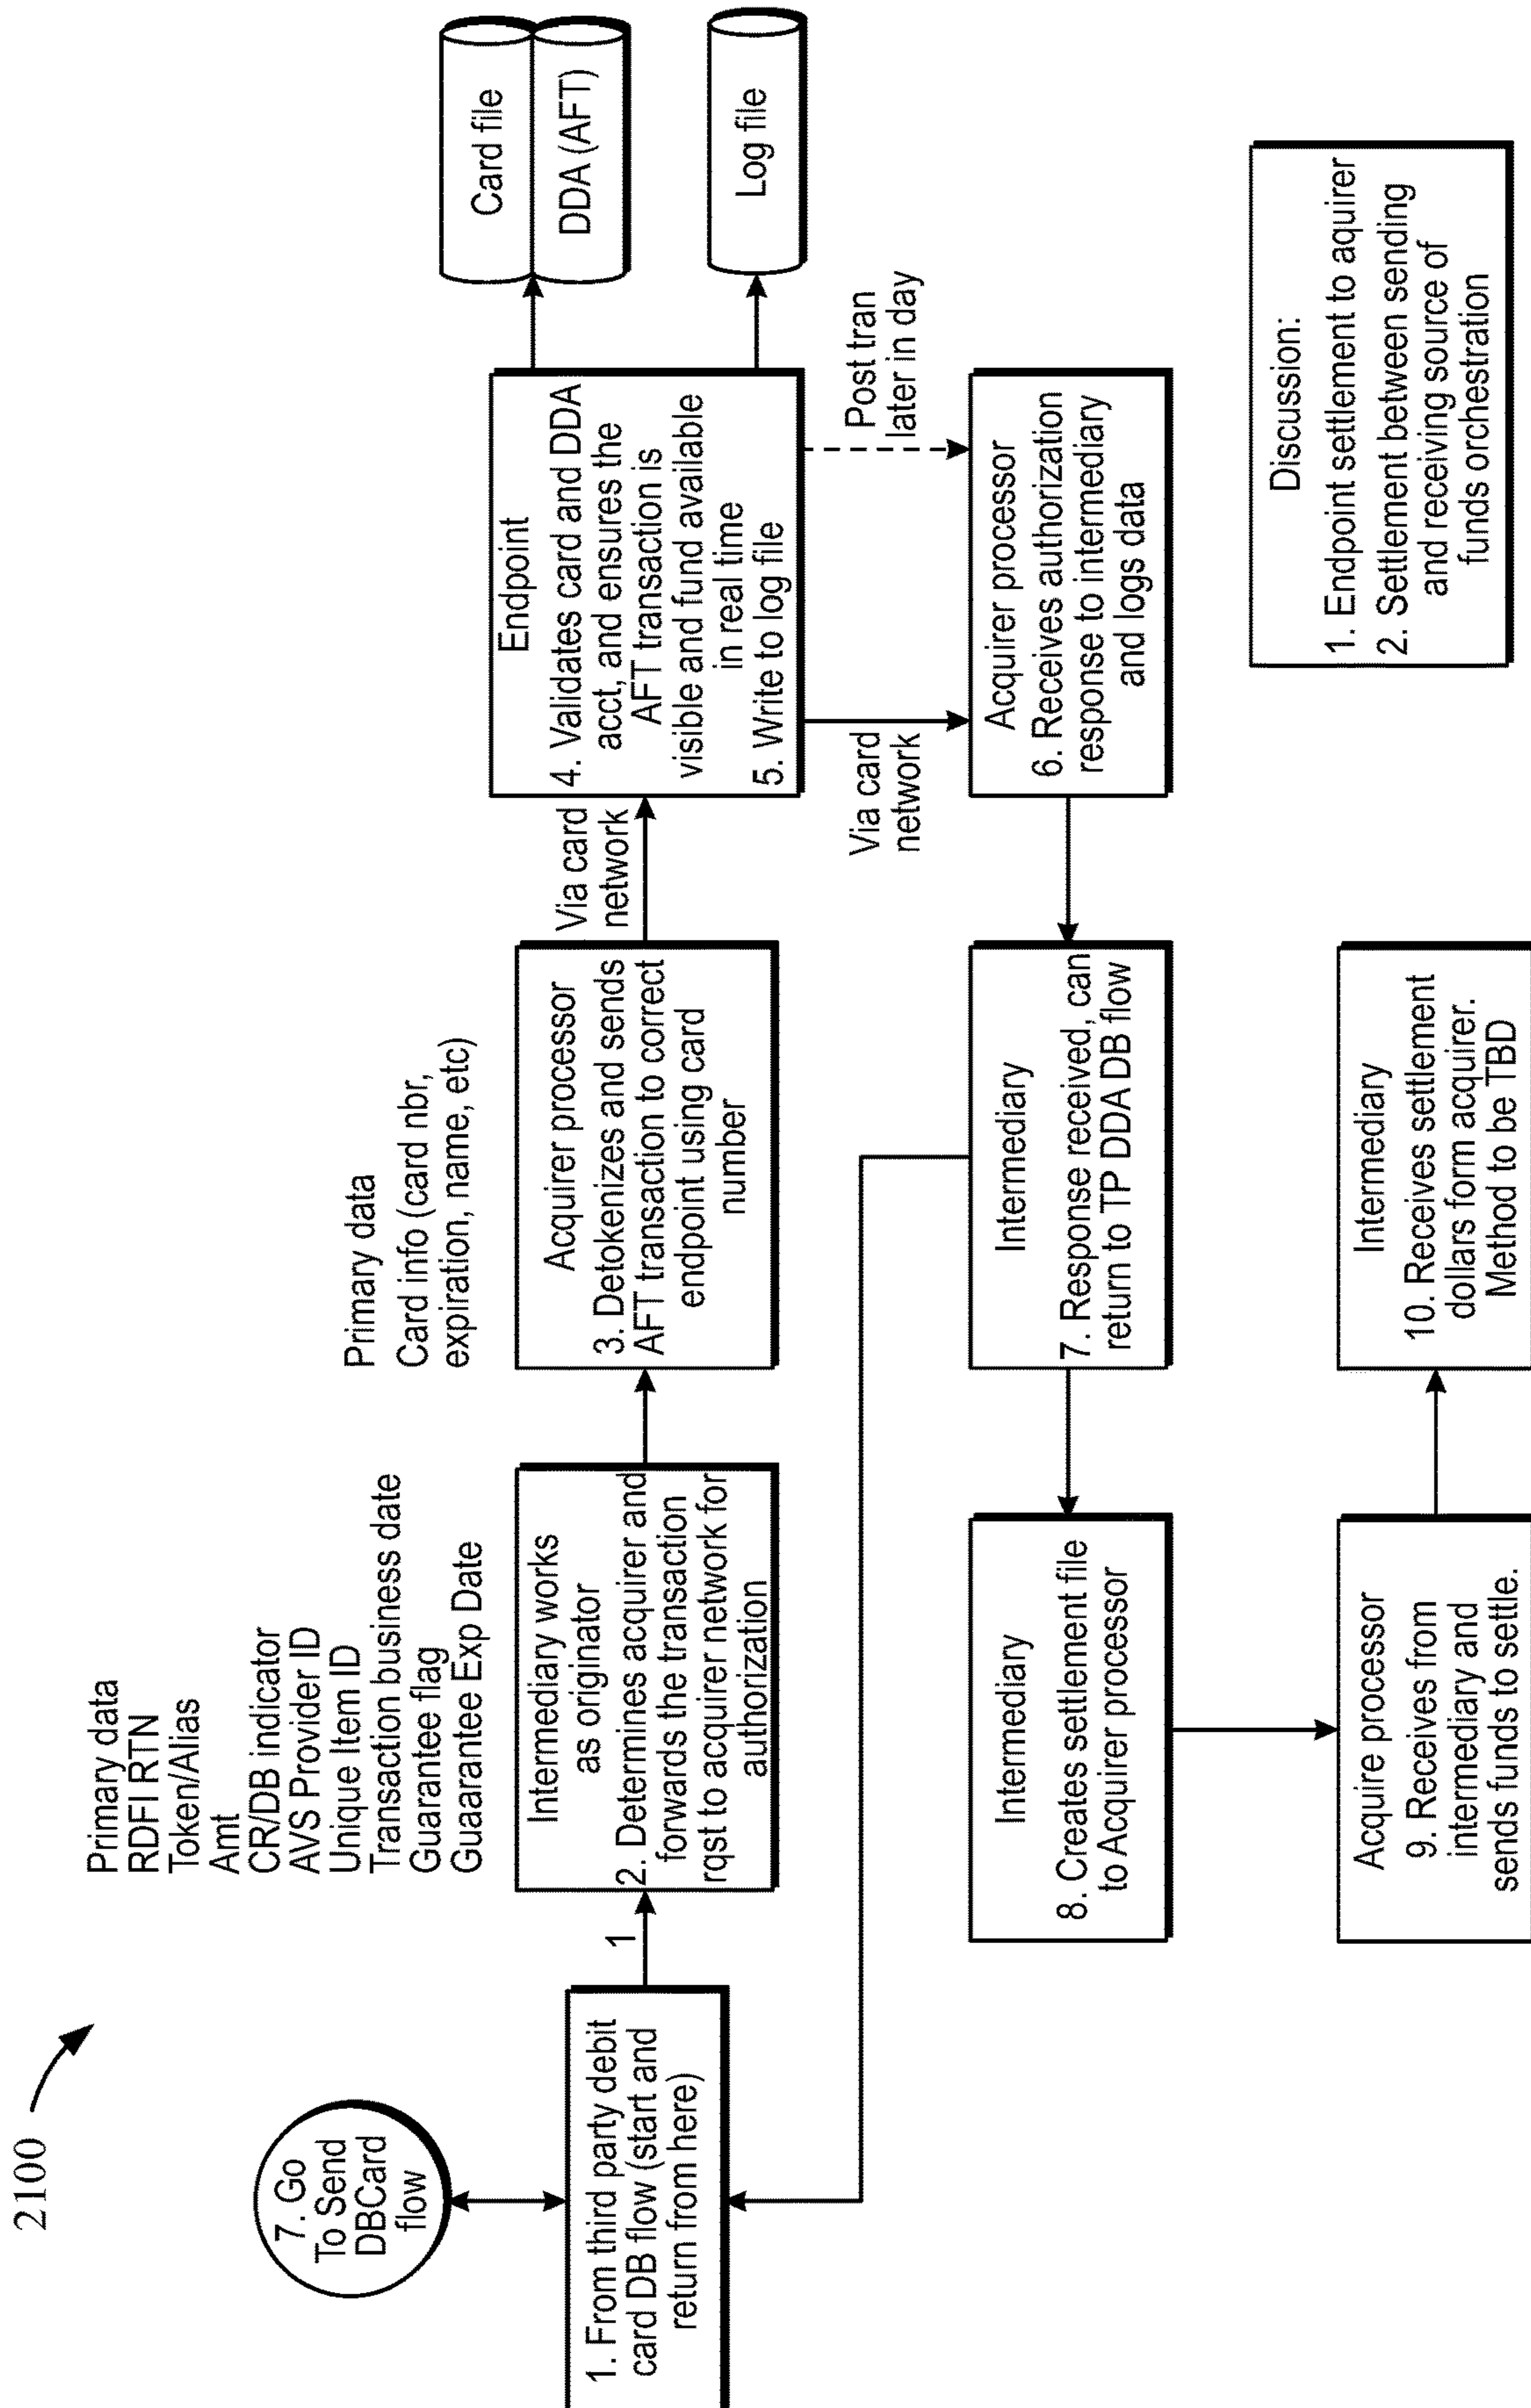 2100
7. Go
To Send
DBCard
flow
1. From third party debit
card DB flow (start and
return from here)
1
Primary data
RDFI RTN
Token/Alias
Amt
CR/DB indicator
AVS Provider ID
Unique Item ID
Transaction business date
Guarantee flag
Guaarantee Exp Date
Intermediary works
as originator
2. Determines acquirer and
forwards the transaction
rqst to acquirer network for
authorization
Primary data
Card info (card nbr,
expiration, name, etc)
Acquirer processor
3. Detokenizes and sends
AFT transaction to correct
endpoint using card
number
Via card
network
Endpoint
4. Validates card and DDA
acct, and ensures the
AFT transaction is
visible and fund available
in real time
5. Write to log file
Card file
DDA (AFT)
Log file
Via card
network
Post tran
later in day
Acquirer processor
6. Receives authorization
response to intermediary
and logs data
Intermediary
7. Response received, can
return to TP DDA DB flow
Intermediary
8. Creates settlement file
to Acquirer processor
Acquire processor
9. Receives from
intermediary and
sends funds to settle.
Intermediary
10. Receives settlement
dollars form acquirer.
Method to be TBD
Discussion:
1. Endpoint settlement to aquirer
2. Settlement between sending
and receiving source of
funds orchestration